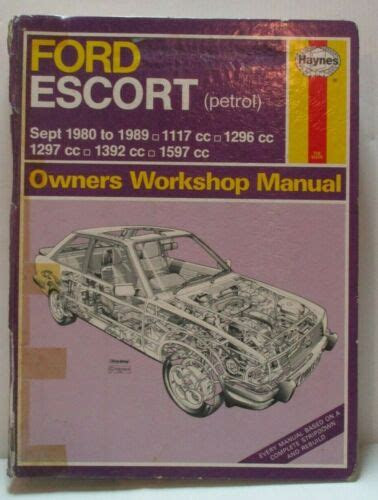 FORD
ESCORT (petrol)
Haynes
Sept 1980 to 1989 □ 1117 cc □ 1296 cc
1297 cc □ 1392 cc □ 1597 cc
Owners Workshop Manual
EVERY MANUAL BASED ON A
COMPLETE STRIPDOWN
AND REBUILD